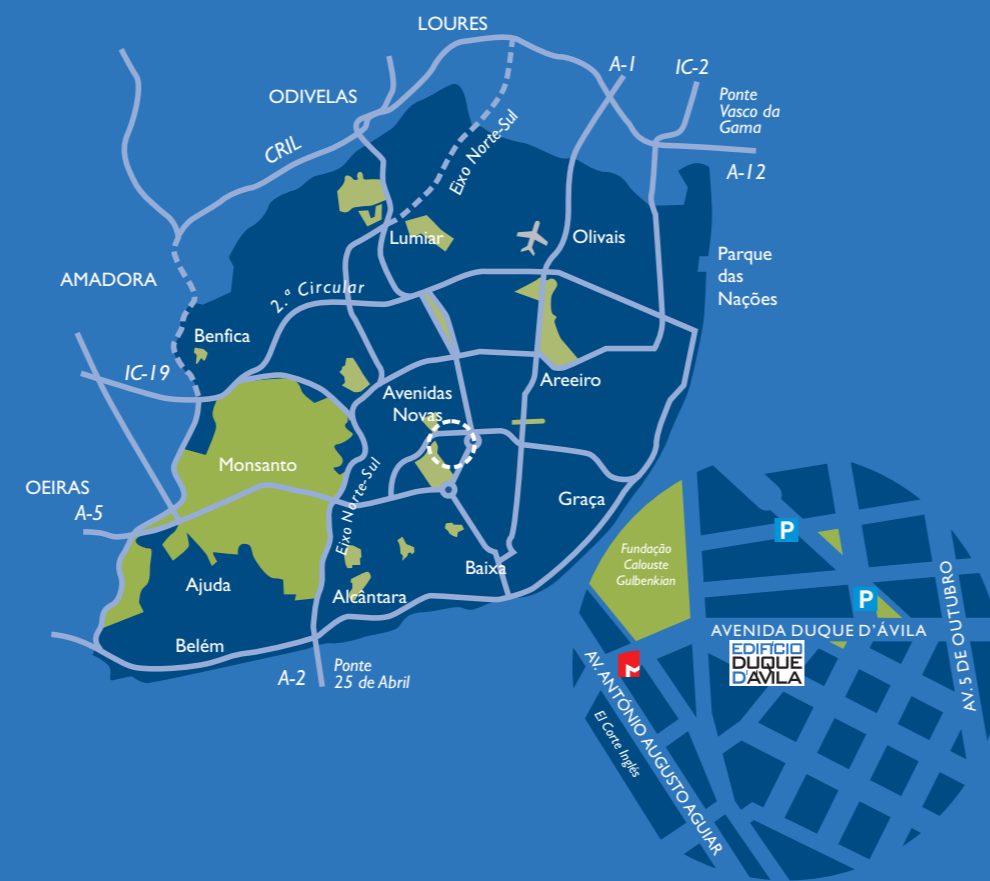 LOURES
A-1
IC-2
Ponte
Vasco da
Gama
ODIVELAS
CRIL
Eixo Norte-Sul
A-12
Lumiar
Olivais
Parque
das
Nações
AMADORA
2.ª Circular
Benfica
IC-19
Avenidas
Novas
Areeiro
Monsanto
OEIRAS
A-5
Eixo Norte-Sul
Graça
Baixa
Ajuda
Alcântara
Belém
A-2
Ponte
25 de Abril
Fundação
Calouste
Gulbenkian
P
P
AVENIDA DUQUE D'ÁVILA
EDIFÍCIO
DUQUE
D'ÁVILA
AV. 5 DE OUTUBRO
AV. ANTÓNIO AUGUSTO AGUIAR
El Corte Inglés